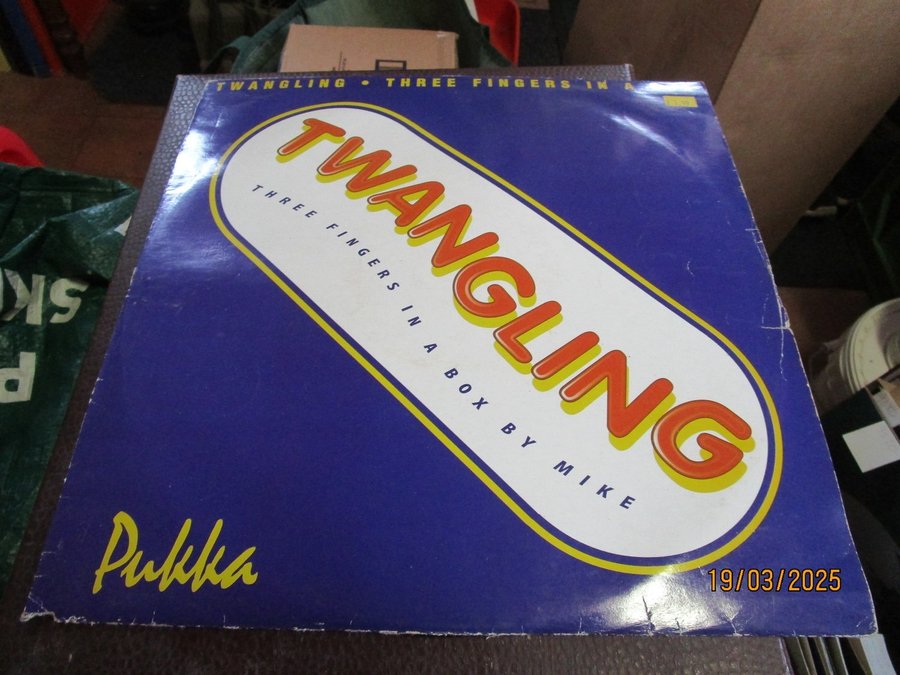 TWANGLING • THREE FINGERS IN A
TWANGLING
THREE FINGERS IN A BOX BY MIKE
Pukka
19/03/2025